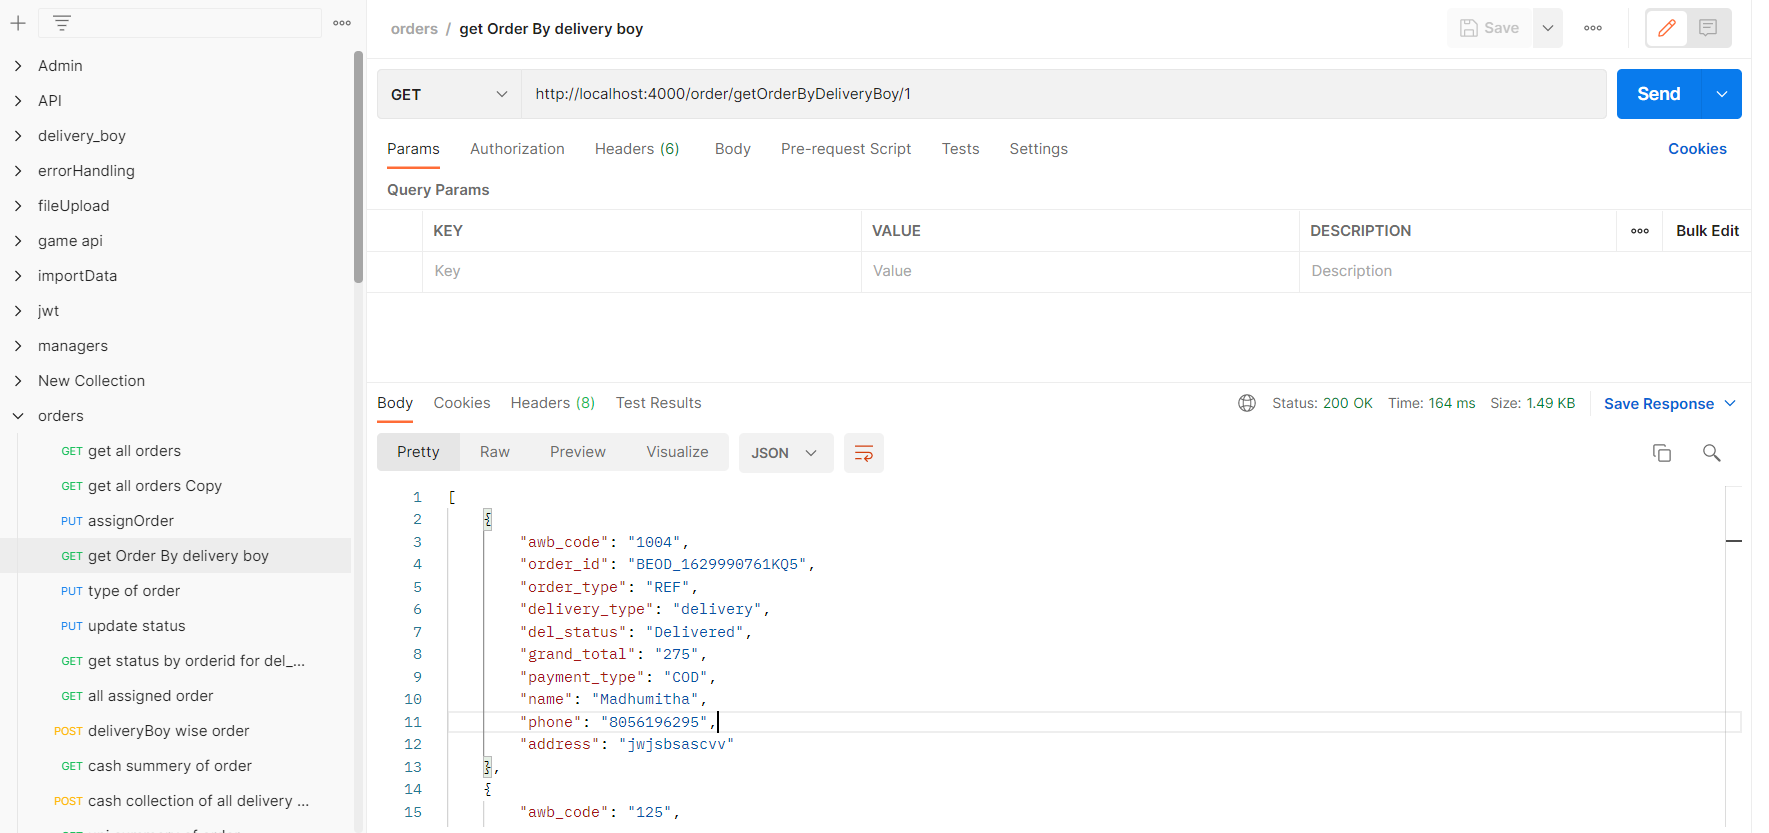 Admin
API
delivery_boy
errorHandling
fileUpload
game api
importData
jwt
managers
New Collection
orders
GET get all orders
GET get all orders Copy
PUT assignOrder
GET get Order By delivery boy
PUT type of order
PUT update status
GET get status by orderid for del_...
GET all assigned order
POST deliveryBoy wise order
GET cash summery of order
POST cash collection of all delivery ...
orders / get Order By delivery boy
Save
GET http://localhost:4000/order/getOrderByDeliveryBoy/1
Send
Params Authorization Headers (6) Body Pre-request Script Tests Settings Cookies
Query Params
KEY VALUE DESCRIPTION Bulk Edit
Key Value Description
Body Cookies Headers (8) Test Results Status: 200 OK Time: 164 ms Size: 1.49 KB Save Response
Pretty Raw Preview Visualize JSON
1 [
2 {
3 "awb_code": "1004",
4 "order_id": "BEOD_1629990761KQ5",
5 "order_type": "REF",
6 "delivery_type": "delivery",
7 "del_status": "Delivered",
8 "grand_total": "275",
9 "payment_type": "COD",
10 "name": "Madhumitha",
11 "phone": "8056196295",
12 "address": "jwjsbsascvv"
13 },
14 {
15 "awb_code": "125",